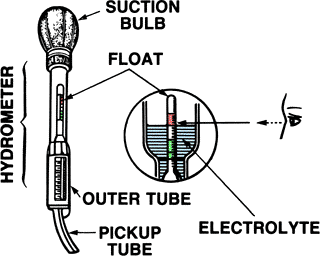 SUCTION
BULB
FLOAT
HYDROMETER
OUTER TUBE
ELECTROLYTE
PICKUP
TUBE